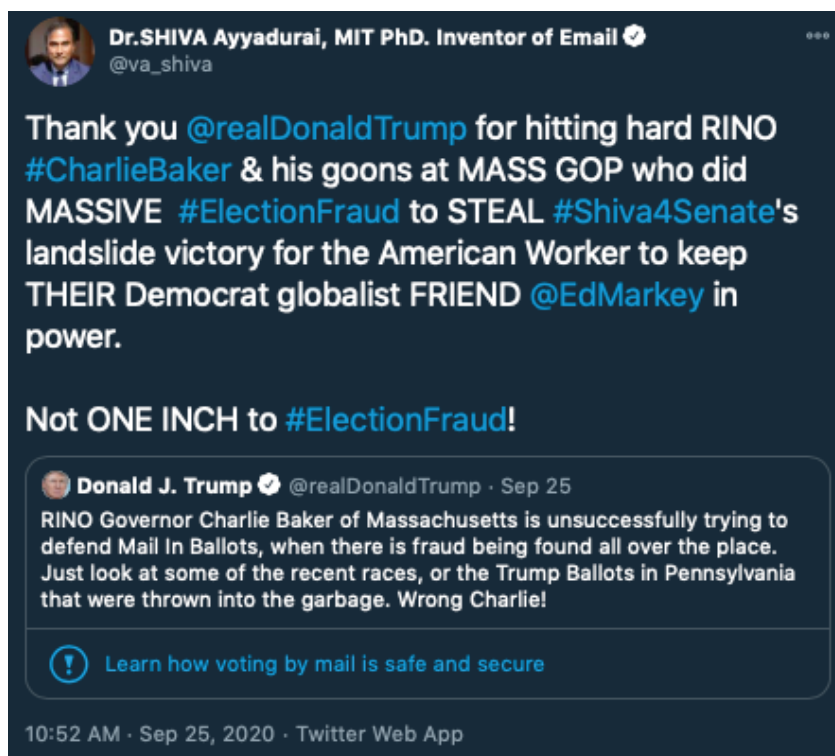 Dr.SHIVA Ayyadurai, MIT PhD. Inventor of Email
@va_shiva
Thank you @realDonaldTrump for hitting hard RINO
#CharlieBaker & his goons at MASS GOP who did
MASSIVE #ElectionFraud to STEAL #Shiva4Senate's
landslide victory for the American Worker to keep
THEIR Democrat globalist FRIEND @EdMarkey in
power.
Not ONE INCH to #ElectionFraud!
Donald J. Trump @realDonaldTrump · Sep 25
RINO Governor Charlie Baker of Massachusetts is unsuccessfully trying to
defend Mail In Ballots, when there is fraud being found all over the place.
Just look at some of the recent races, or the Trump Ballots in Pennsylvania
that were thrown into the garbage. Wrong Charlie!
Learn how voting by mail is safe and secure
10:52 AM · Sep 25, 2020 · Twitter Web App